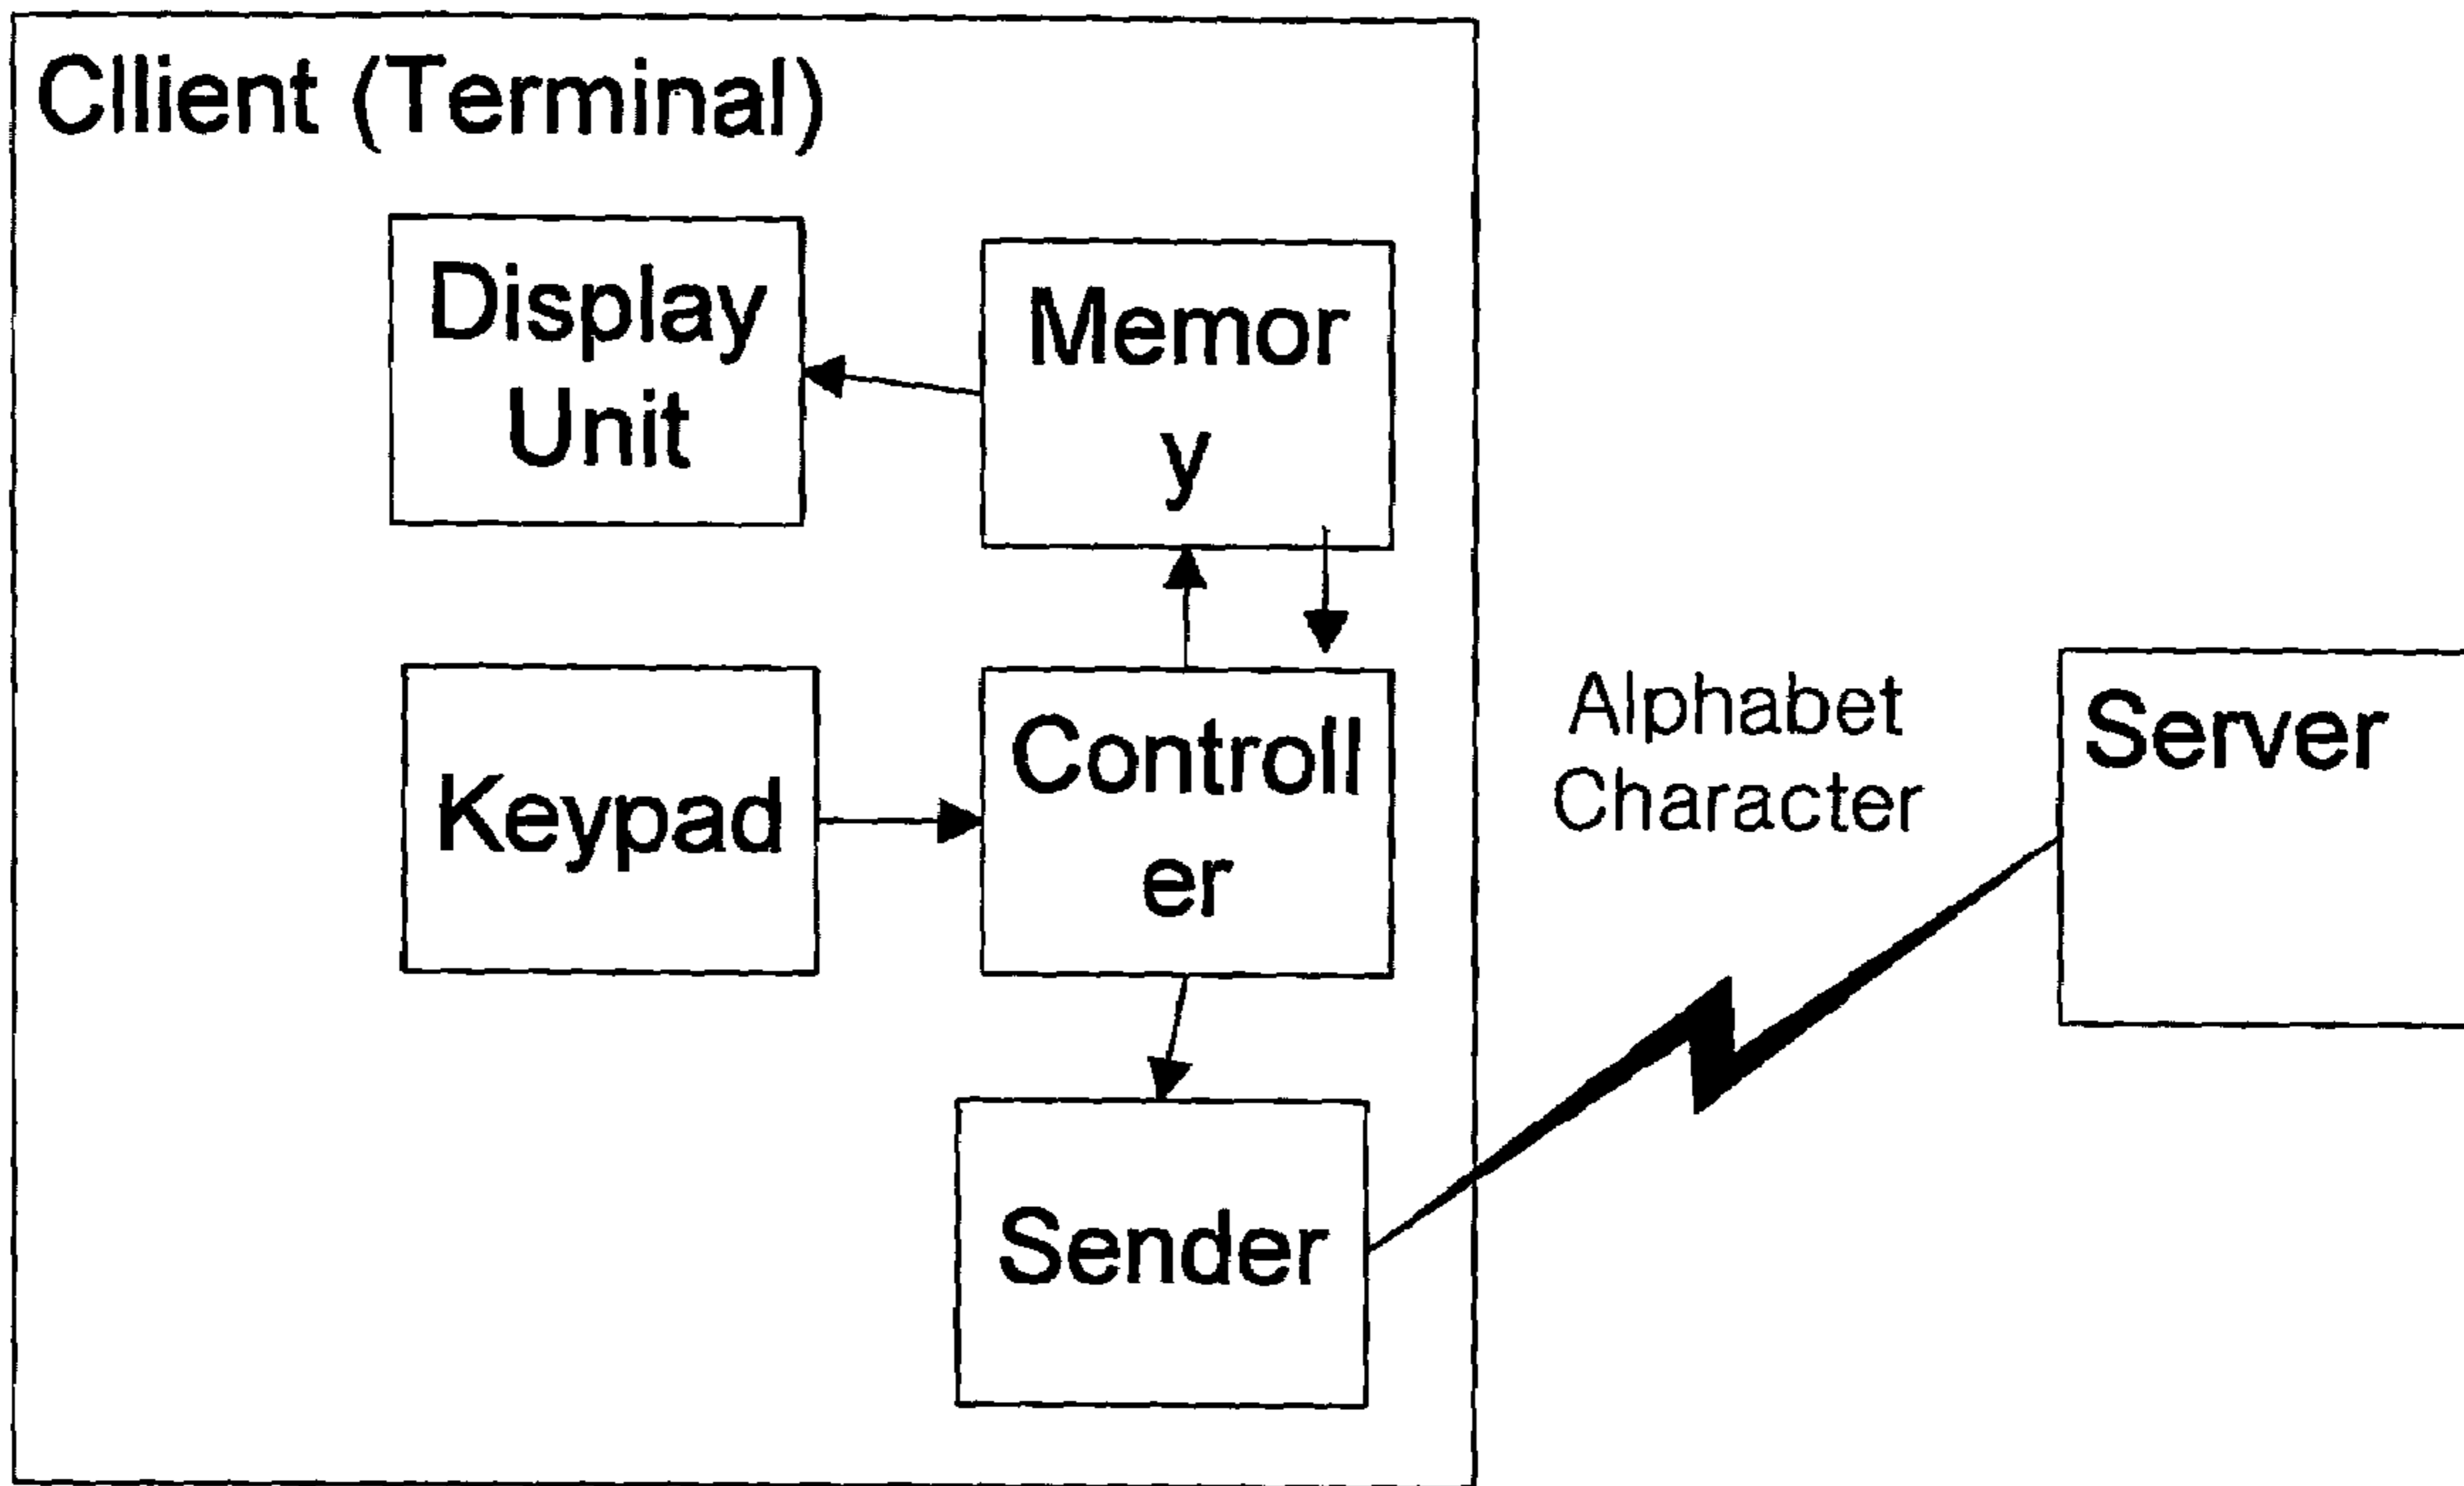 Cllient (Terminal)
Display
Unit
Memor
y
Keypad
Controll
er
Alphabet
Character
Server
Sender